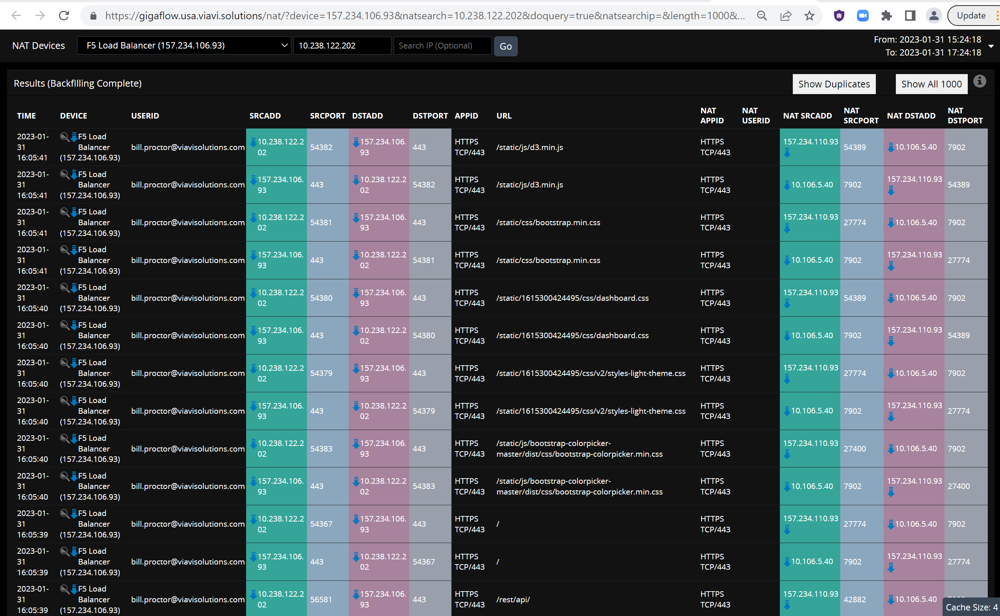 https://gigaflow.usa.viavi.solutions/nat/?device=157.234.106.93&natsearch=10.238.122.202&doquery=true&natsearchip=&length=1000&...
Update
NAT Devices
F5 Load Balancer (157.234.106.93)
10.238.122.202
Search IP (Optional)
Go
From: 2023-01-31 15:24:18
To: 2023-01-31 17:24:18
Results (Backfilling Complete)
Show Duplicates
Show All 1000
TIME DEVICE USERID SRCADD SRCPORT DSTADD DSTPORT APPID URL NAT APPID NAT USERID NAT SRCADD NAT SRCPORT NAT DSTADD NAT DSTPORT
2023-01-31 16:05:41 F5 Load Balancer (157.234.106.93) bill.proctor@viavisolutions.com 10.238.122.202 54382 157.234.106.93 443 HTTPS TCP/443 /static/js/d3.min.js HTTPS TCP/443 157.234.110.93 54389 10.106.5.40 7902
2023-01-31 16:05:41 F5 Load Balancer (157.234.106.93) bill.proctor@viavisolutions.com 157.234.106.93 443 10.238.122.202 54382 HTTPS TCP/443 /static/js/d3.min.js HTTPS TCP/443 10.106.5.40 7902 157.234.110.93 54389
2023-01-31 16:05:41 F5 Load Balancer (157.234.106.93) bill.proctor@viavisolutions.com 10.238.122.202 54381 157.234.106.93 443 HTTPS TCP/443 /static/css/bootstrap.min.css HTTPS TCP/443 157.234.110.93 27774 10.106.5.40 7902
2023-01-31 16:05:41 F5 Load Balancer (157.234.106.93) bill.proctor@viavisolutions.com 157.234.106.93 443 10.238.122.202 54381 HTTPS TCP/443 /static/css/bootstrap.min.css HTTPS TCP/443 10.106.5.40 7902 157.234.110.93 27774
2023-01-31 16:05:40 F5 Load Balancer (157.234.106.93) bill.proctor@viavisolutions.com 10.238.122.202 54380 157.234.106.93 443 HTTPS TCP/443 /static/1615300424495/css/dashboard.css HTTPS TCP/443 157.234.110.93 54389 10.106.5.40 7902
2023-01-31 16:05:40 F5 Load Balancer (157.234.106.93) bill.proctor@viavisolutions.com 157.234.106.93 443 10.238.122.202 54380 HTTPS TCP/443 /static/1615300424495/css/dashboard.css HTTPS TCP/443 10.106.5.40 7902 157.234.110.93 54389
2023-01-31 16:05:40 F5 Load Balancer (157.234.106.93) bill.proctor@viavisolutions.com 10.238.122.202 54379 157.234.106.93 443 HTTPS TCP/443 /static/1615300424495/css/v2/styles-light-theme.css HTTPS TCP/443 157.234.110.93 27774 10.106.5.40 7902
2023-01-31 16:05:40 F5 Load Balancer (157.234.106.93) bill.proctor@viavisolutions.com 157.234.106.93 443 10.238.122.202 54379 HTTPS TCP/443 /static/1615300424495/css/v2/styles-light-theme.css HTTPS TCP/443 10.106.5.40 7902 157.234.110.93 27774
2023-01-31 16:05:40 F5 Load Balancer (157.234.106.93) bill.proctor@viavisolutions.com 10.238.122.202 54383 157.234.106.93 443 HTTPS TCP/443 /static/js/bootstrap-colorpicker-master/dist/css/bootstrap-colorpicker.min.css HTTPS TCP/443 157.234.110.93 27400 10.106.5.40 7902
2023-01-31 16:05:40 F5 Load Balancer (157.234.106.93) bill.proctor@viavisolutions.com 157.234.106.93 443 10.238.122.202 54383 HTTPS TCP/443 /static/js/bootstrap-colorpicker-master/dist/css/bootstrap-colorpicker.min.css HTTPS TCP/443 10.106.5.40 7902 157.234.110.93 27400
2023-01-31 16:05:39 F5 Load Balancer (157.234.106.93) bill.proctor@viavisolutions.com 10.238.122.202 54367 157.234.106.93 443 HTTPS TCP/443 / HTTPS TCP/443 157.234.110.93 27774 10.106.5.40 7902
2023-01-31 16:05:39 F5 Load Balancer (157.234.106.93) bill.proctor@viavisolutions.com 157.234.106.93 443 10.238.122.202 54367 HTTPS TCP/443 / HTTPS TCP/443 10.106.5.40 7902 157.234.110.93 27774
2023-01-31 16:05:39 F5 Load Balancer (157.234.106.93) bill.proctor@viavisolutions.com 10.238.122.202 56581 157.234.106.93 443 HTTPS TCP/443 /rest/api/ HTTPS TCP/443 157.234.110.93 42882 10.106.5.40
Cache Size: 4